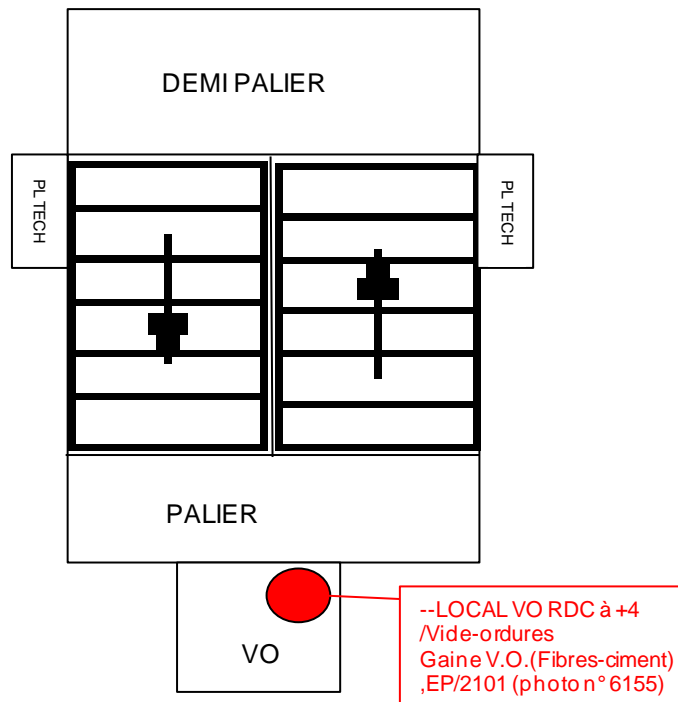 DEMI PALIER
PL TECH
PL TECH
PALIER
VO
--LOCAL VO RDC à +4
/Vide-ordures
Gaine V.O.(Fibres-ciment)
,EP/2101 (photo n° 6155)